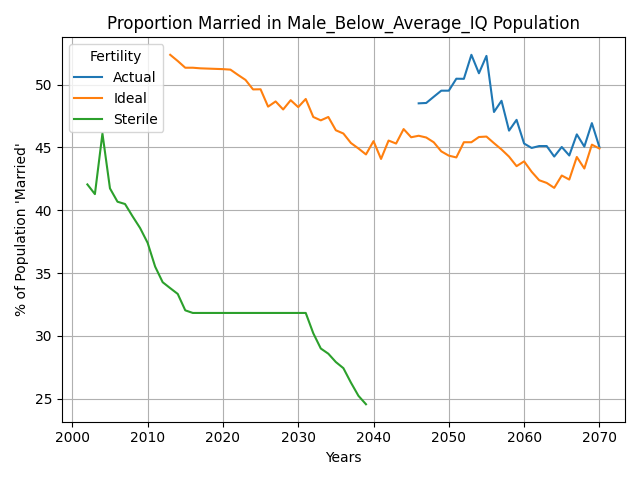 Proportion Married in Male_Below_Average_IQ Population
Fertility
Actual
Ideal
Sterile
% of Population 'Married'
50
45
40
35
30
25
2000 2010 2020 2030 2040 2050 2060 2070
Years